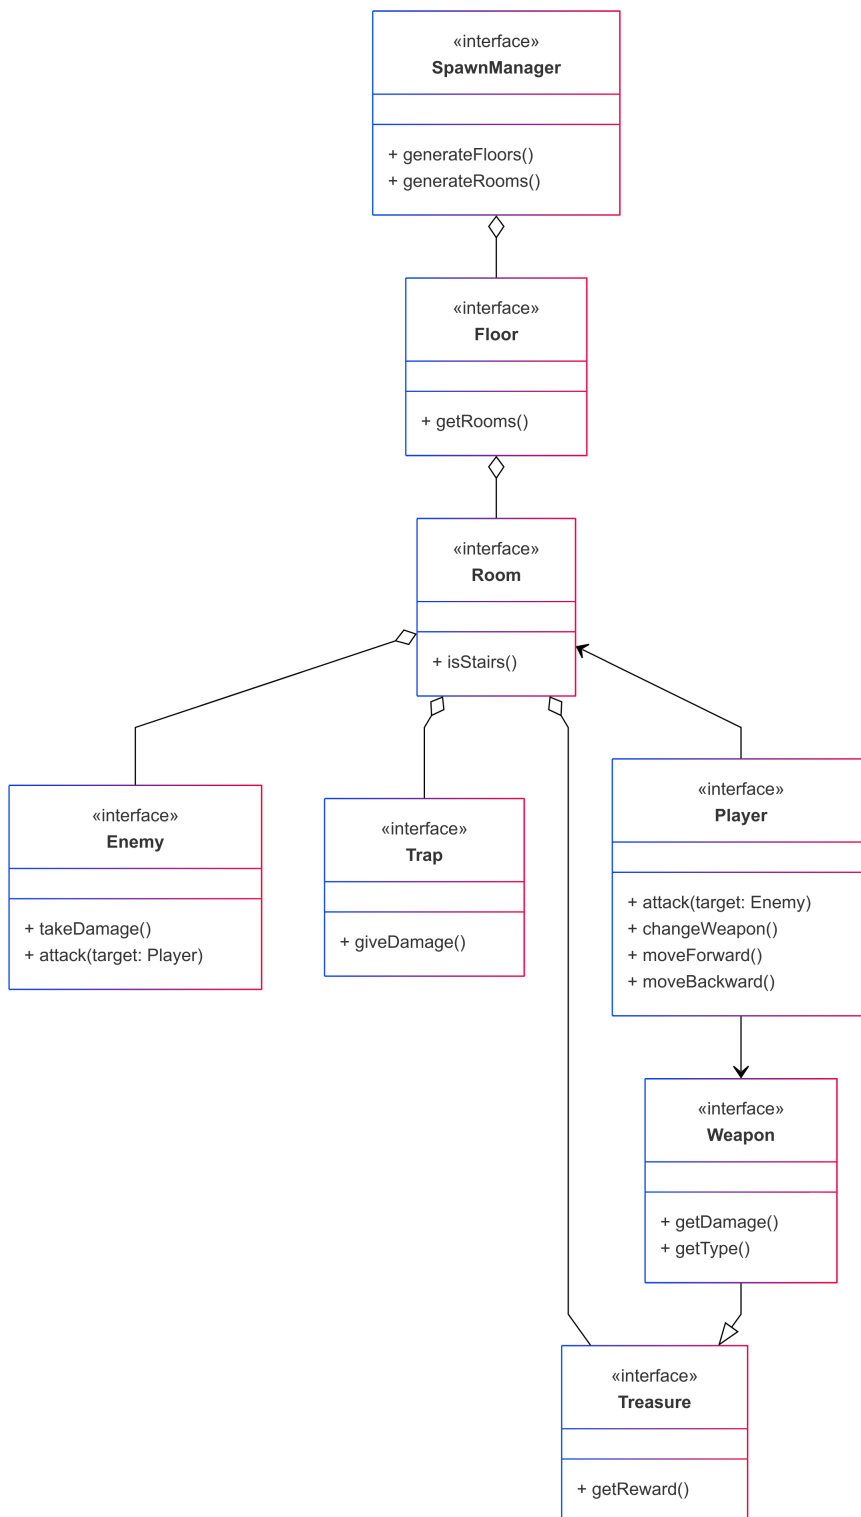 «interface»
SpawnManager
+ generateFloors()
+ generateRooms()
«interface»
Floor
+ getRooms()
«interface»
Room
+ isStairs()
«interface»
Enemy
+ takeDamage()
+ attack(target: Player)
«interface»
Trap
+ giveDamage()
«interface»
Player
+ attack(target: Enemy)
+ changeWeapon()
+ moveForward()
+ moveBackward()
«interface»
Weapon
+ getDamage()
+ getType()
«interface»
Treasure
+ getReward()